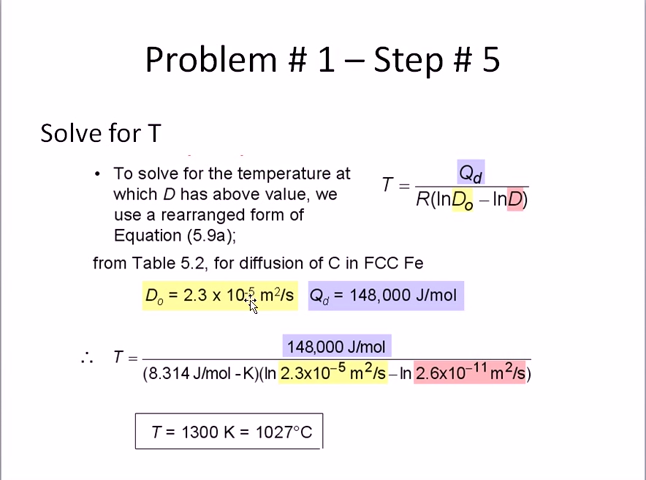 Problem # 1 – Step # 5
Solve for T
• To solve for the temperature at
which D has above value, we
use a rearranged form of
Equation (5.9a);
T = Qd / R(lnDo – lnD)
from Table 5.2, for diffusion of C in FCC Fe
Do = 2.3 x 10-5 m²/s Qd = 148,000 J/mol
∴ T = 148,000 J/mol / (8.314 J/mol - K)(ln 2.3x10⁻⁵ m²/s – ln 2.6x10⁻¹¹ m²/s)
T = 1300 K = 1027°C